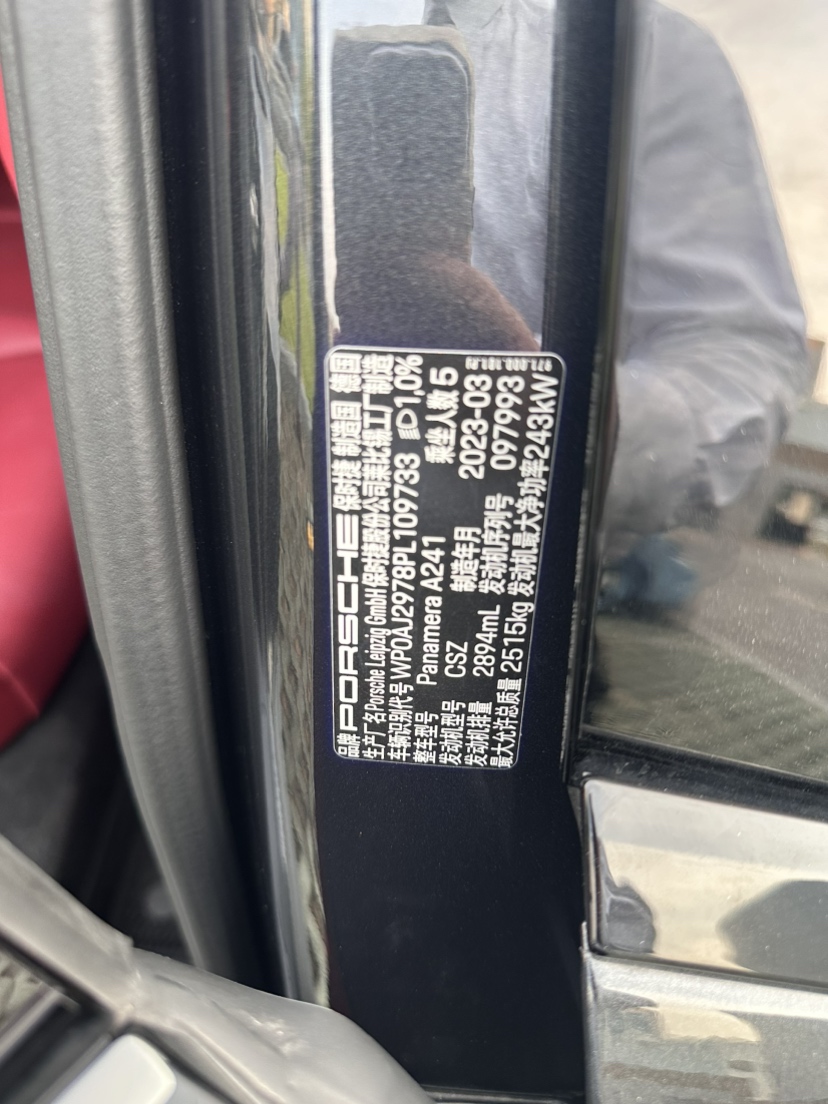 品牌 PORSCHE 保时捷 制造国 德国
生产厂名 Porsche Leipzig GmbH 保时捷股份公司莱比锡工厂制造
车辆识别代号 WP0AJ2978PL109733 1,0%
整车型号 Panamera A241 乘坐人数 5
发动机型号 CSZ 制造年月 2023-03
发动机排量 2894mL 发动机序列号 097993
最大允许总质量 2515kg 发动机最大净功率 243kW